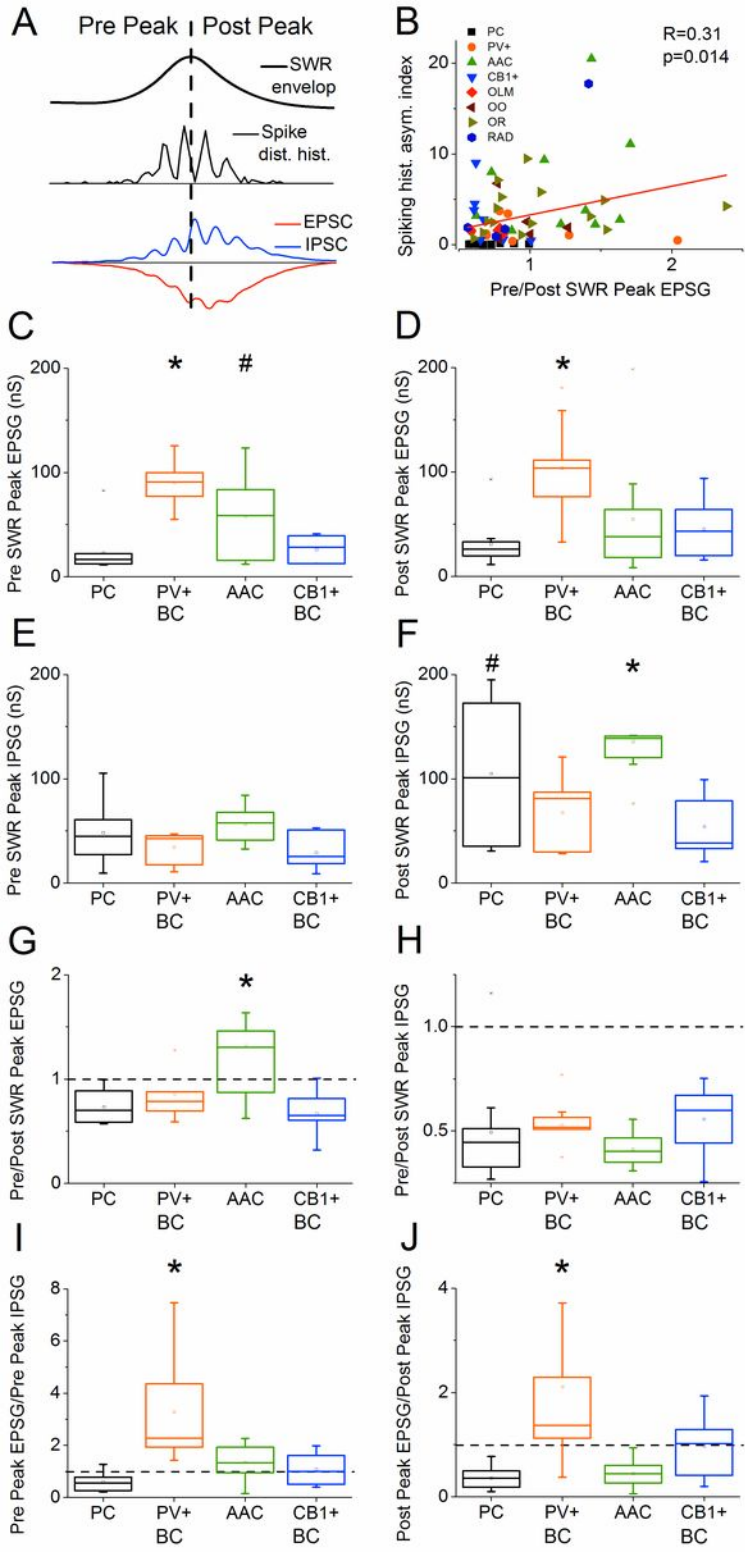 A
Pre Peak
Post Peak
SWR
envelop
Spike
dist. hist.
EPSC
IPSC
B
PC
PV+
AAC
CB1+
OLM
OO
OR
RAD
R=0.31
p=0.014
Spiking hist. asym. index
20
10
0
1
2
Pre/Post SWR Peak EPSG
C
Pre SWR Peak EPSG (nS)
200
100
0
*
#
PC
PV+
BC
AAC
CB1+
BC
D
Post SWR Peak EPSG (nS)
200
100
0
*
PC
PV+
BC
AAC
CB1+
BC
E
Pre SWR Peak IPSG (nS)
200
100
0
PC
PV+
BC
AAC
CB1+
BC
F
Post SWR Peak IPSG (nS)
200
100
0
#
*
PC
PV+
BC
AAC
CB1+
BC
G
Pre/Post SWR Peak EPSG
2
1
0
*
PC
PV+
BC
AAC
CB1+
BC
H
Pre/Post SWR Peak IPSG
1.0
0.5
PC
PV+
BC
AAC
CB1+
BC
I
Pre Peak EPSG/Pre Peak IPSG
8
6
4
2
0
*
PC
PV+
BC
AAC
CB1+
BC
J
Post Peak EPSG/Post Peak IPSG
4
2
0
*
PC
PV+
BC
AAC
CB1+
BC